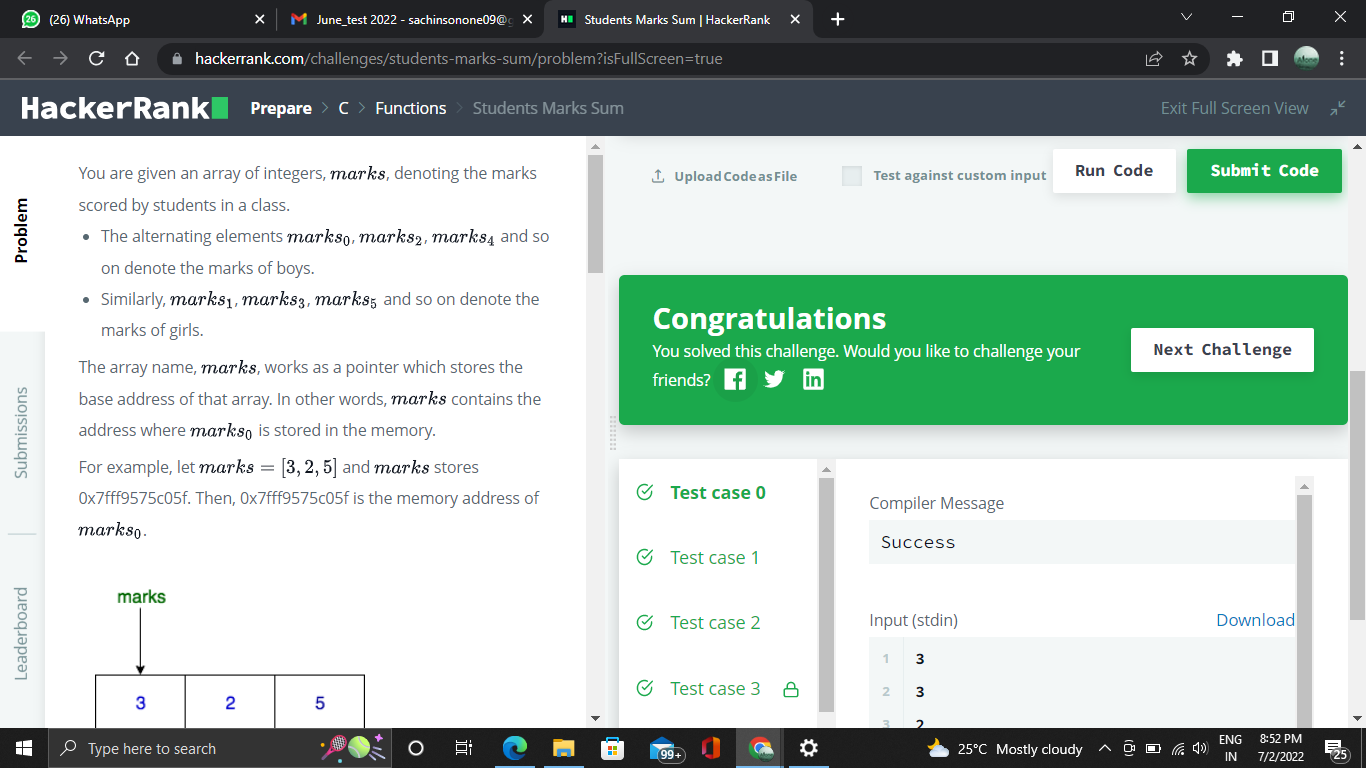 (26) WhatsApp
June_test 2022 - sachinsonone09@g
Students Marks Sum | HackerRank
hackerrank.com/challenges/students-marks-sum/problem?isFullScreen=true
HackerRank
Prepare > C > Functions > Students Marks Sum
Exit Full Screen View
Problem
Submissions
Leaderboard
You are given an array of integers, marks, denoting the marks
scored by students in a class.
• The alternating elements marks₀, marks₂, marks₄ and so
on denote the marks of boys.
• Similarly, marks₁, marks₃, marks₅ and so on denote the
marks of girls.
The array name, marks, works as a pointer which stores the
base address of that array. In other words, marks contains the
address where marks₀ is stored in the memory.
For example, let marks = [3, 2, 5] and marks stores
0x7fff9575c05f. Then, 0x7fff9575c05f is the memory address of
marks₀.
marks
3 2 5
Upload Code as File
Test against custom input
Run Code
Submit Code
Congratulations
You solved this challenge. Would you like to challenge your
friends?
Next Challenge
Test case 0
Test case 1
Test case 2
Test case 3
Compiler Message
Success
Input (stdin)
Download
1 3
2 3
3 2
Type here to search
99+
25°C Mostly cloudy
ENG
IN
8:52 PM
7/2/2022
25